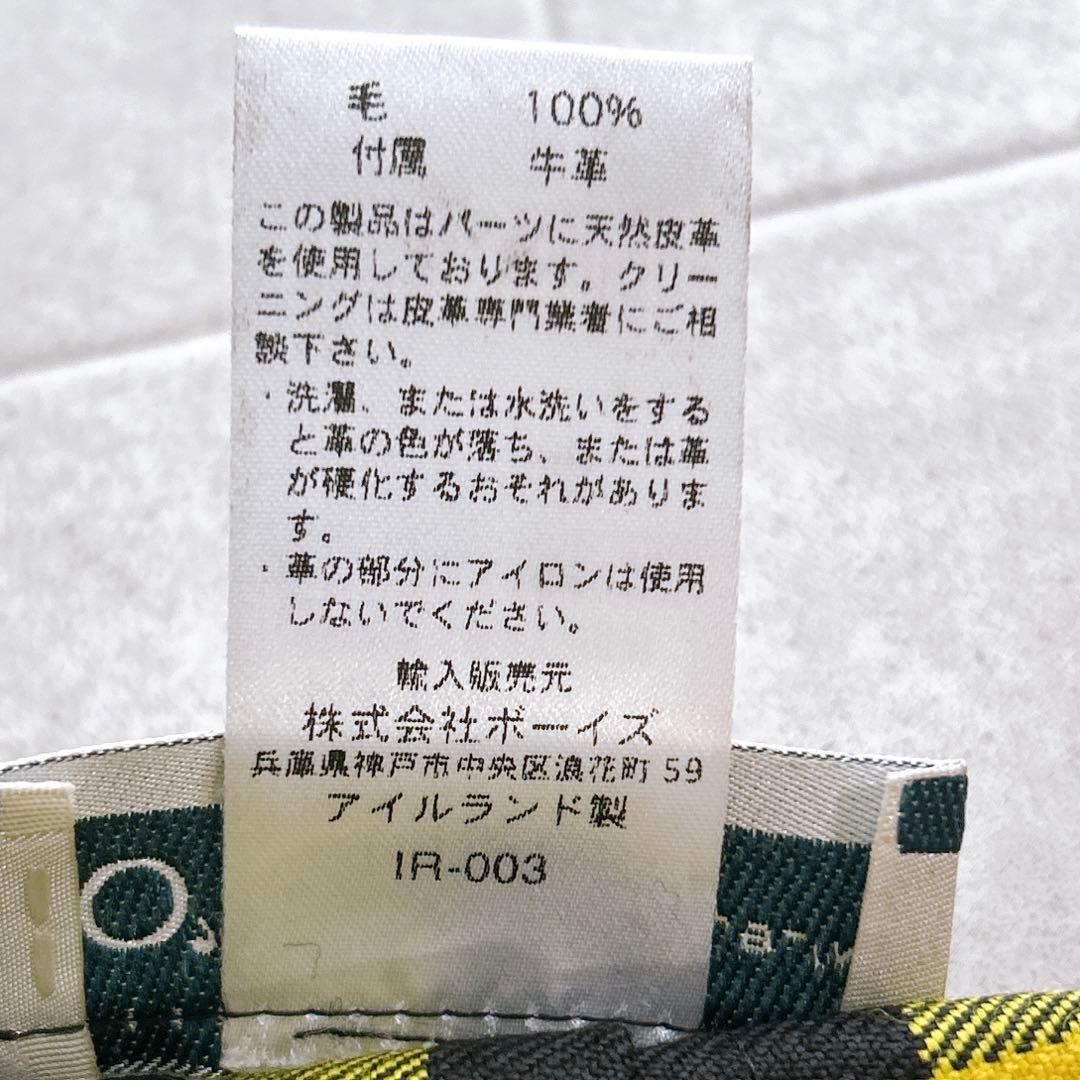 毛 100%
付属 牛革
この製品はパーツに天然皮革
を使用しております。クリー
ニングは皮革専門業者にご相
談下さい。
・洗濯、または水洗いをする
と革の色が落ち、または革
が硬化するおそれがありま
す。
・革の部分にアイロンは使用
しないでください。
輸入販売元
株式会社ボーイズ
兵庫県神戸市中央区浪花町 59
アイルランド製
IR-003